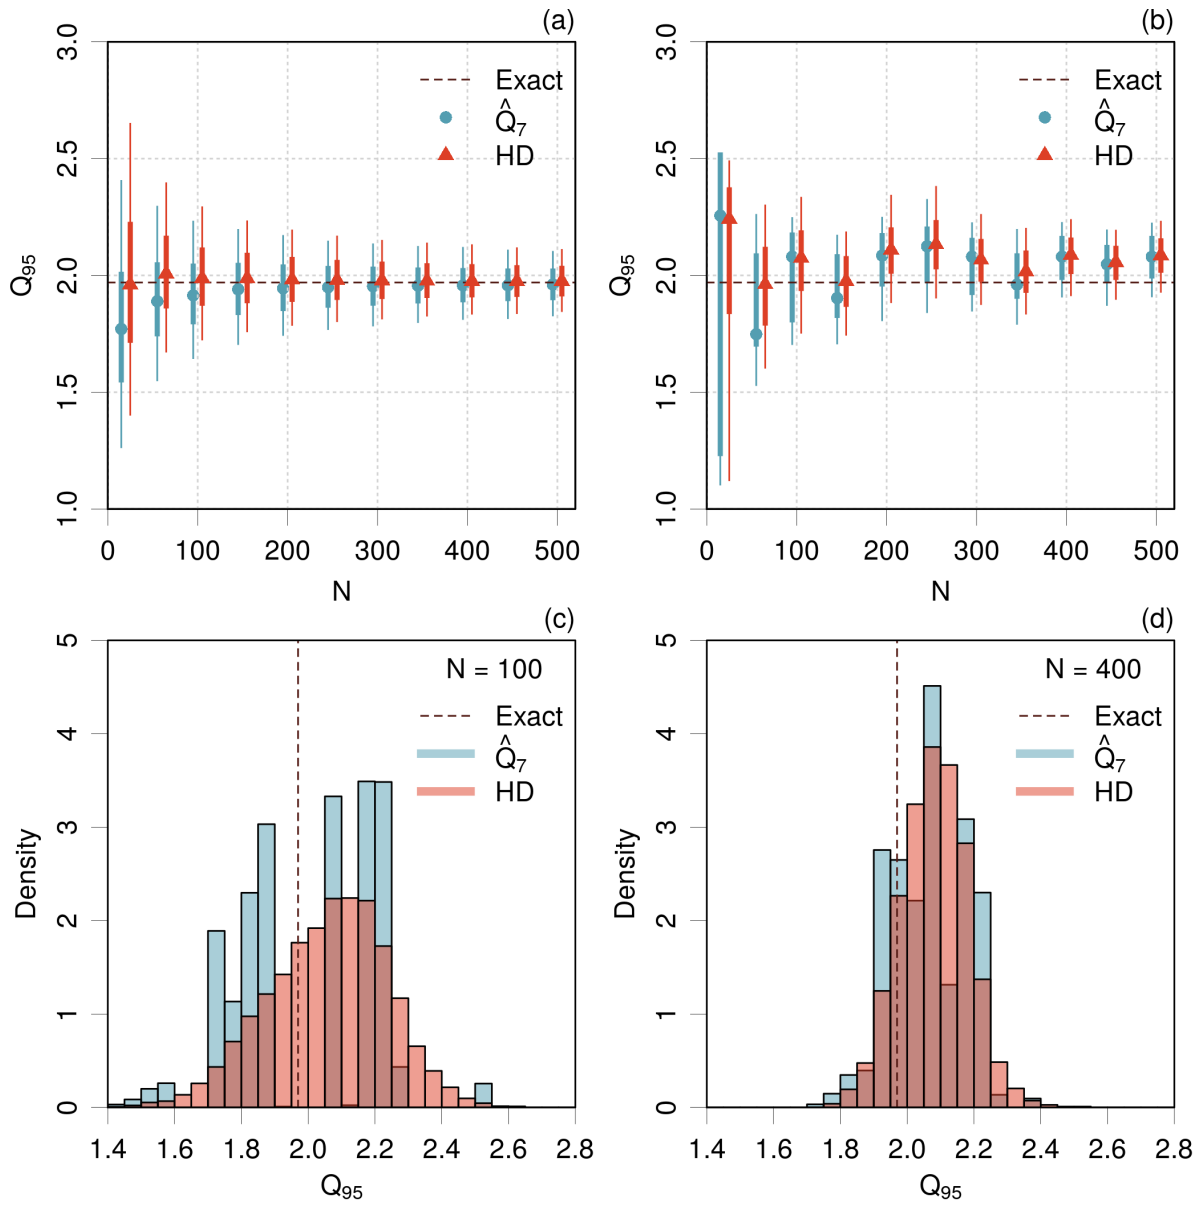 (a)
3.0
2.5
2.0
1.5
1.0
Q₉₅
Exact
Q̂₇
HD
0 100 200 300 400 500
N
(b)
3.0
2.5
2.0
1.5
1.0
Q₉₅
Exact
Q̂₇
HD
0 100 200 300 400 500
N
(c)
5
4
3
2
1
0
Density
N = 100
Exact
Q̂₇
HD
1.4 1.6 1.8 2.0 2.2 2.4 2.6 2.8
Q₉₅
(d)
5
4
3
2
1
0
Density
N = 400
Exact
Q̂₇
HD
1.4 1.6 1.8 2.0 2.2 2.4 2.6 2.8
Q₉₅